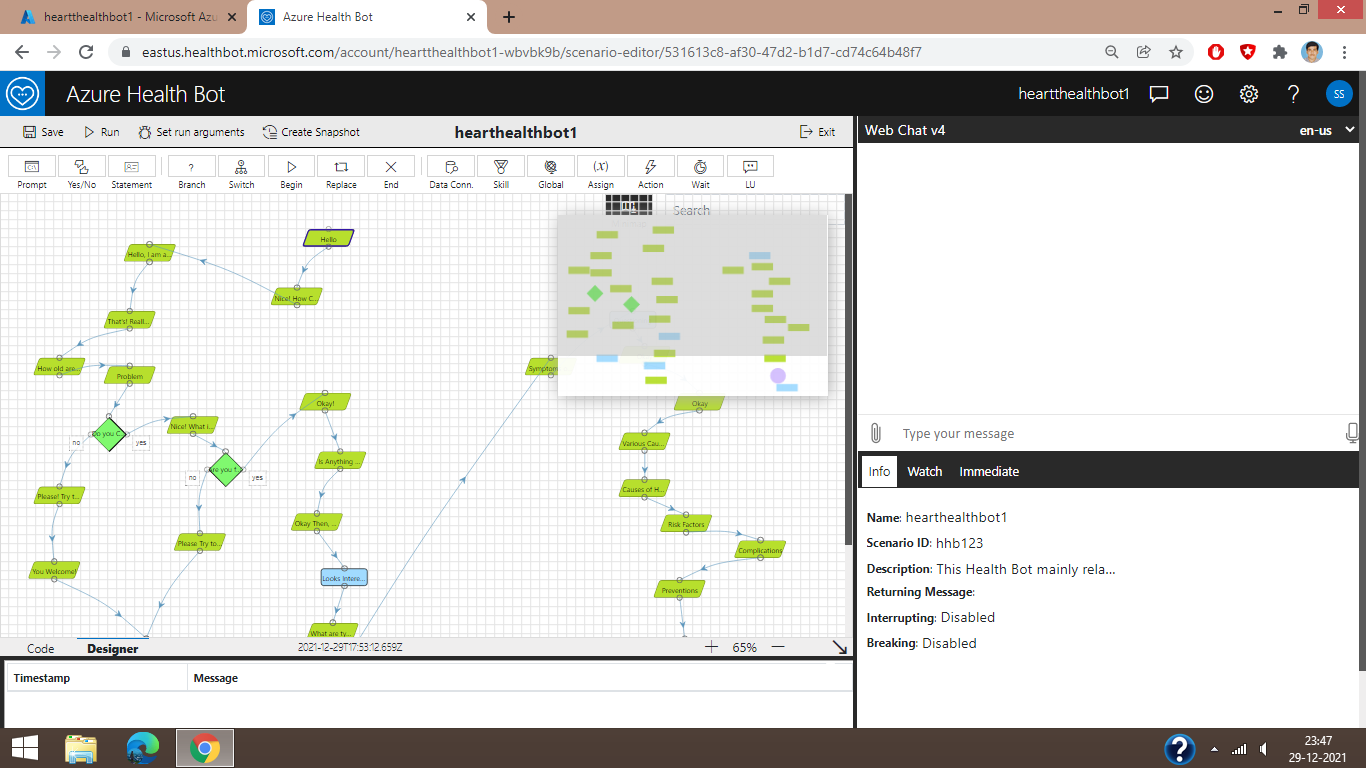 heartthealthbot1 - Microsoft Azu
Azure Health Bot
eastus.healthbot.microsoft.com/account/heartthealthbot1-wbvbk9b/scenario-editor/531613c8-af30-47d2-b1d7-cd74c64b48f7
Azure Health Bot
heartthealthbot1
SS
Save
Run
Set run arguments
Create Snapshot
hearthealthbot1
Exit
Prompt
Yes/No
Statement
Branch
Switch
Begin
Replace
End
Data Conn.
Skill
Global
(x)
Assign
Action
Wait
LU
Search
Hello
Hello, I am a...
Nice! How C...
That's! Reall...
How old are...
Problem
Symptom
Okay!
Okay
Nice! What i...
Do you C...
no
yes
Various Cau...
Is Anything ...
no
yes
Please! Try t...
Causes of H...
Okay Then, ...
Risk Factors
Please Try to...
Complications
You Welcome!
Looks Intere...
Preventions
What are ty...
Code
Designer
2021-12-29T17:53:12.659Z
65%
Timestamp
Message
Web Chat v4
en-us
Type your message
Info
Watch
Immediate
Name: hearthealthbot1
Scenario ID: hhb123
Description: This Health Bot mainly rela...
Returning Message:
Interrupting: Disabled
Breaking: Disabled
23:47
29-12-2021